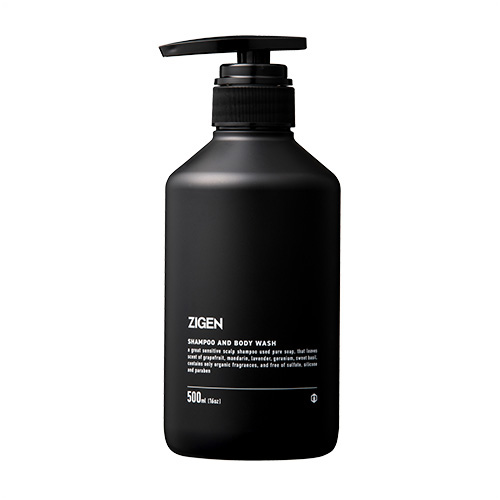 ZIGEN
SHAMPOO AND BODY WASH
a great sensitive scalp shampoo used pure soap, that leaves
scent of grapefruit, mandarin, lavender, geranium, sweet basil,
contains only organic fragrances, and free of sulfate, silicone
and paraben
500ml (16oz)